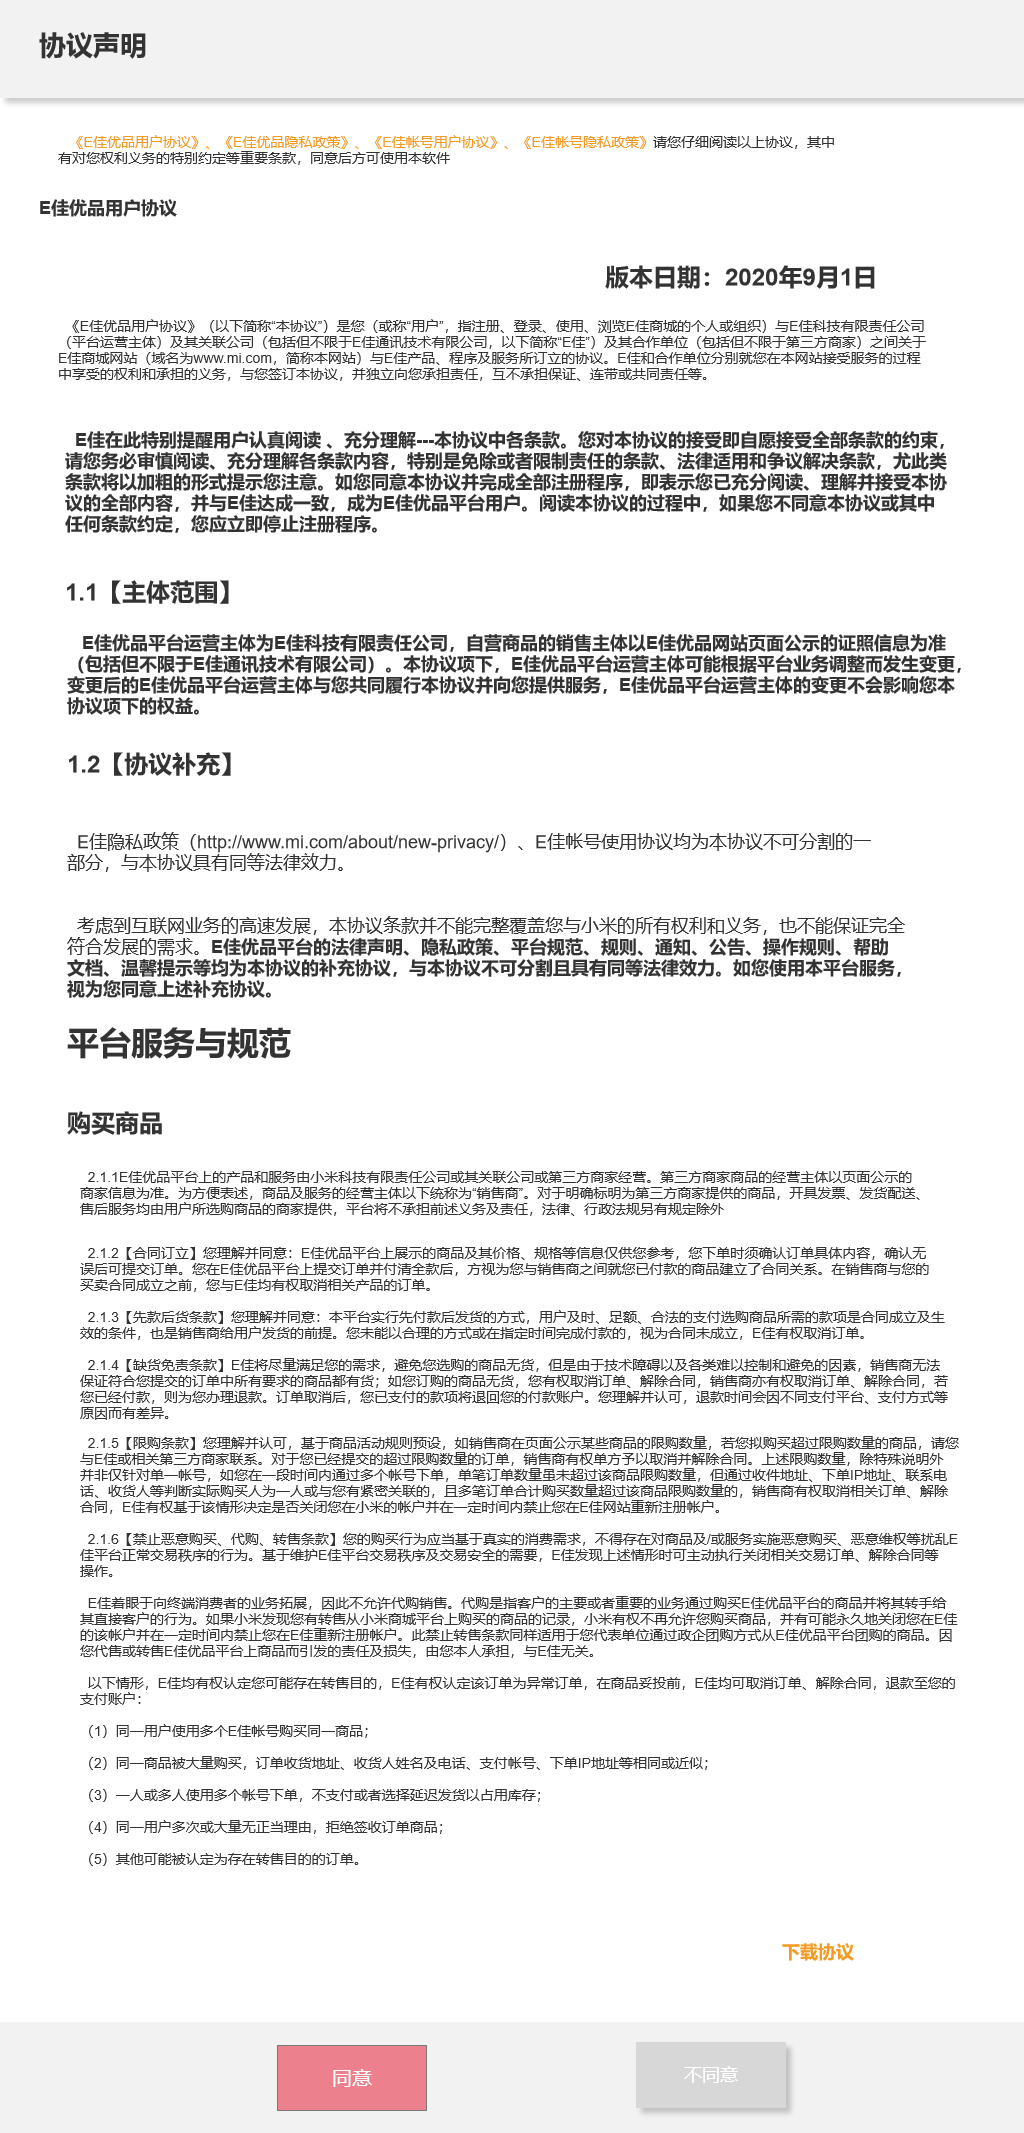 协议声明
《E佳优品用户协议》、《E佳优品隐私政策》、《E佳帐号用户协议》、《E佳帐号隐私政策》请您仔细阅读以上协议，其中
有对您权利义务的特别约定等重要条款，同意后方可使用本软件
E佳优品用户协议
版本日期：2020年9月1日
《E佳优品用户协议》（以下简称“本协议”）是您（或称“用户”，指注册、登录、使用、浏览E佳商城的个人或组织）与E佳科技有限责任公司
（平台运营主体）及其关联公司（包括但不限于E佳通讯技术有限公司，以下简称“E佳”）及其合作单位（包括但不限于第三方商家）之间关于
E佳商城网站（域名为www.mi.com，简称本网站）与E佳产品、程序及服务所订立的协议。E佳和合作单位分别就您在本网站接受服务的过程
中享受的权利和承担的义务，与您签订本协议，并独立向您承担责任，互不承担保证、连带或共同责任等。
E佳在此特别提醒用户认真阅读 、充分理解---本协议中各条款。您对本协议的接受即自愿接受全部条款的约束，
请您务必审慎阅读、充分理解各条款内容，特别是免除或者限制责任的条款、法律适用和争议解决条款，尤此类
条款将以加粗的形式提示您注意。如您同意本协议并完成全部注册程序，即表示您已充分阅读、理解并接受本协
议的全部内容，并与E佳达成一致，成为E佳优品平台用户。阅读本协议的过程中，如果您不同意本协议或其中
任何条款约定，您应立即停止注册程序。
1.1【主体范围】
E佳优品平台运营主体为E佳科技有限责任公司，自营商品的销售主体以E佳优品网站页面公示的证照信息为准
（包括但不限于E佳通讯技术有限公司）。本协议项下，E佳优品平台运营主体可能根据平台业务调整而发生变更，
变更后的E佳优品平台运营主体与您共同履行本协议并向您提供服务，E佳优品平台运营主体的变更不会影响您本
协议项下的权益。
1.2【协议补充】
E佳隐私政策（http://www.mi.com/about/new-privacy/）、E佳帐号使用协议均为本协议不可分割的一
部分，与本协议具有同等法律效力。
考虑到互联网业务的高速发展，本协议条款并不能完整覆盖您与小米的所有权利和义务，也不能保证完全
符合发展的需求。E佳优品平台的法律声明、隐私政策、平台规范、规则、通知、公告、操作规则、帮助
文档、温馨提示等均为本协议的补充协议，与本协议不可分割且具有同等法律效力。如您使用本平台服务，
视为您同意上述补充协议。
平台服务与规范
购买商品
2.1.1E佳优品平台上的产品和服务由小米科技有限责任公司或其关联公司或第三方商家经营。第三方商家商品的经营主体以页面公示的
商家信息为准。为方便表述，商品及服务的经营主体以下统称为“销售商”。对于明确标明为第三方商家提供的商品，开具发票、发货配送、
售后服务均由用户所选购商品的商家提供，平台将不承担前述义务及责任，法律、行政法规另有规定除外
2.1.2【合同订立】您理解并同意：E佳优品平台上展示的商品及其价格、规格等信息仅供您参考，您下单时须确认订单具体内容，确认无
误后可提交订单。您在E佳优品平台上提交订单并付清全款后，方视为您与销售商之间就您已付款的商品建立了合同关系。在销售商与您的
买卖合同成立之前，您与E佳均有权取消相关产品的订单。
2.1.3【先款后货条款】您理解并同意：本平台实行先付款后发货的方式，用户及时、足额、合法的支付选购商品所需的款项是合同成立及生
效的条件，也是销售商给用户发货的前提。您未能以合理的方式或在指定时间完成付款的，视为合同未成立，E佳有权取消订单。
2.1.4【缺货免责条款】E佳将尽量满足您的需求，避免您选购的商品无货，但是由于技术障碍以及各类难以控制和避免的因素，销售商无法
保证符合您提交的订单中所有要求的商品都有货；如您订购的商品无货，您有权取消订单、解除合同，销售商亦有权取消订单、解除合同，若
您已经付款，则为您办理退款。订单取消后，您已支付的款项将退回您的付款账户。您理解并认可，退款时间会因不同支付平台、支付方式等
原因而有差异。
2.1.5【限购条款】您理解并认可，基于商品活动规则预设，如销售商在页面公示某些商品的限购数量，若您拟购买超过限购数量的商品，请您
与E佳或相关第三方商家联系。对于您已经提交的超过限购数量的订单，销售商有权单方予以取消并解除合同。上述限购数量，除特殊说明外
并非仅针对单一帐号，如您在一段时间内通过多个帐号下单，单笔订单数量虽未超过该商品限购数量，但通过收件地址、下单IP地址、联系电
话、收货人等判断实际购买人为一人或与您有紧密关联的，且多笔订单合计购买数量超过该商品限购数量的，销售商有权取消相关订单、解除
合同，E佳有权基于该情形决定是否关闭您在小米的帐户并在一定时间内禁止您在E佳网站重新注册帐户。
2.1.6【禁止恶意购买、代购、转售条款】您的购买行为应当基于真实的消费需求，不得存在对商品及/或服务实施恶意购买、恶意维权等扰乱E
佳平台正常交易秩序的行为。基于维护E佳平台交易秩序及交易安全的需要，E佳发现上述情形时可主动执行关闭相关交易订单、解除合同等
操作。
E佳着眼于向终端消费者的业务拓展，因此不允许代购销售。代购是指客户的主要或者重要的业务通过购买E佳优品平台的商品并将其转手给
其直接客户的行为。如果小米发现您有转售从小米商城平台上购买的商品的记录，小米有权不再允许您购买商品，并有可能永久地关闭您在E佳
的该帐户并在一定时间内禁止您在E佳重新注册帐户。此禁止转售条款同样适用于您代表单位通过政企团购方式从E佳优品平台团购的商品。因
您代售或转售E佳优品平台上商品而引发的责任及损失，由您本人承担，与E佳无关。
以下情形，E佳均有权认定您可能存在转售目的，E佳有权认定该订单为异常订单，在商品妥投前，E佳均可取消订单、解除合同，退款至您的
支付账户：
（1）同一用户使用多个E佳帐号购买同一商品；
（2）同一商品被大量购买，订单收货地址、收货人姓名及电话、支付帐号、下单IP地址等相同或近似；
（3）一人或多人使用多个帐号下单，不支付或者选择延迟发货以占用库存；
（4）同一用户多次或大量无正当理由，拒绝签收订单商品；
（5）其他可能被认定为存在转售目的的订单。
下载协议
同意
不同意